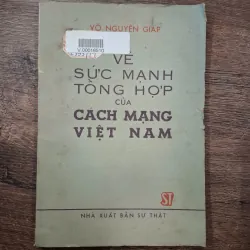 VÕ NGUYÊN GIÁP
VỀ
SỨC MẠNH
TỔNG HỢP
CỦA
CÁCH MẠNG
VIỆT NAM
ST
NHÀ XUẤT BẢN SỰ THẬT